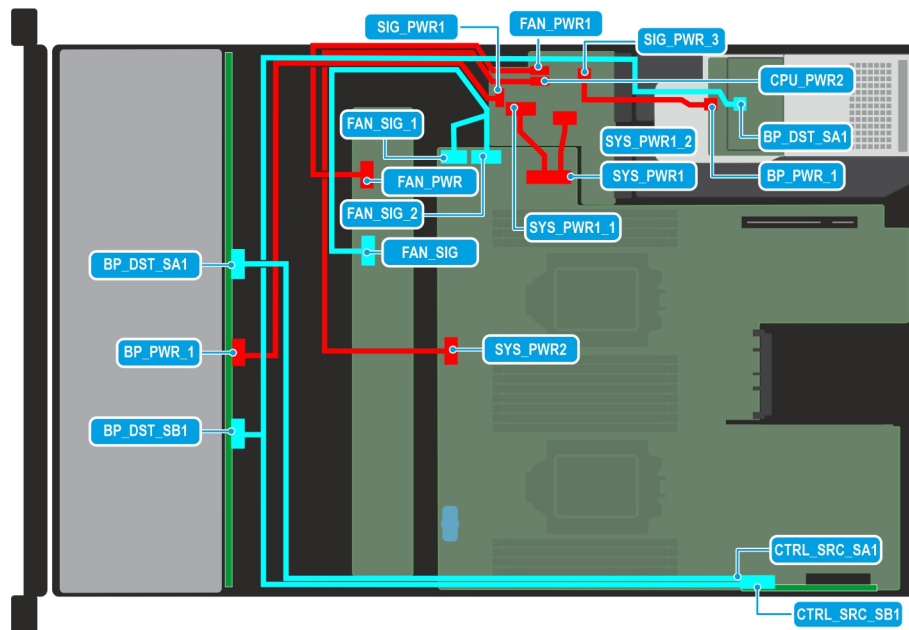 FAN_PWR1
SIG_PWR1
SIG_PWR_3
CPU_PWR2
FAN_SIG_1
BP_DST_SA1
SYS_PWR1_2
FAN_PWR
SYS_PWR1
BP_PWR_1
FAN_SIG_2
SYS_PWR1_1
FAN_SIG
BP_DST_SA1
BP_PWR_1
SYS_PWR2
BP_DST_SB1
CTRL_SRC_SA1
CTRL_SRC_SB1